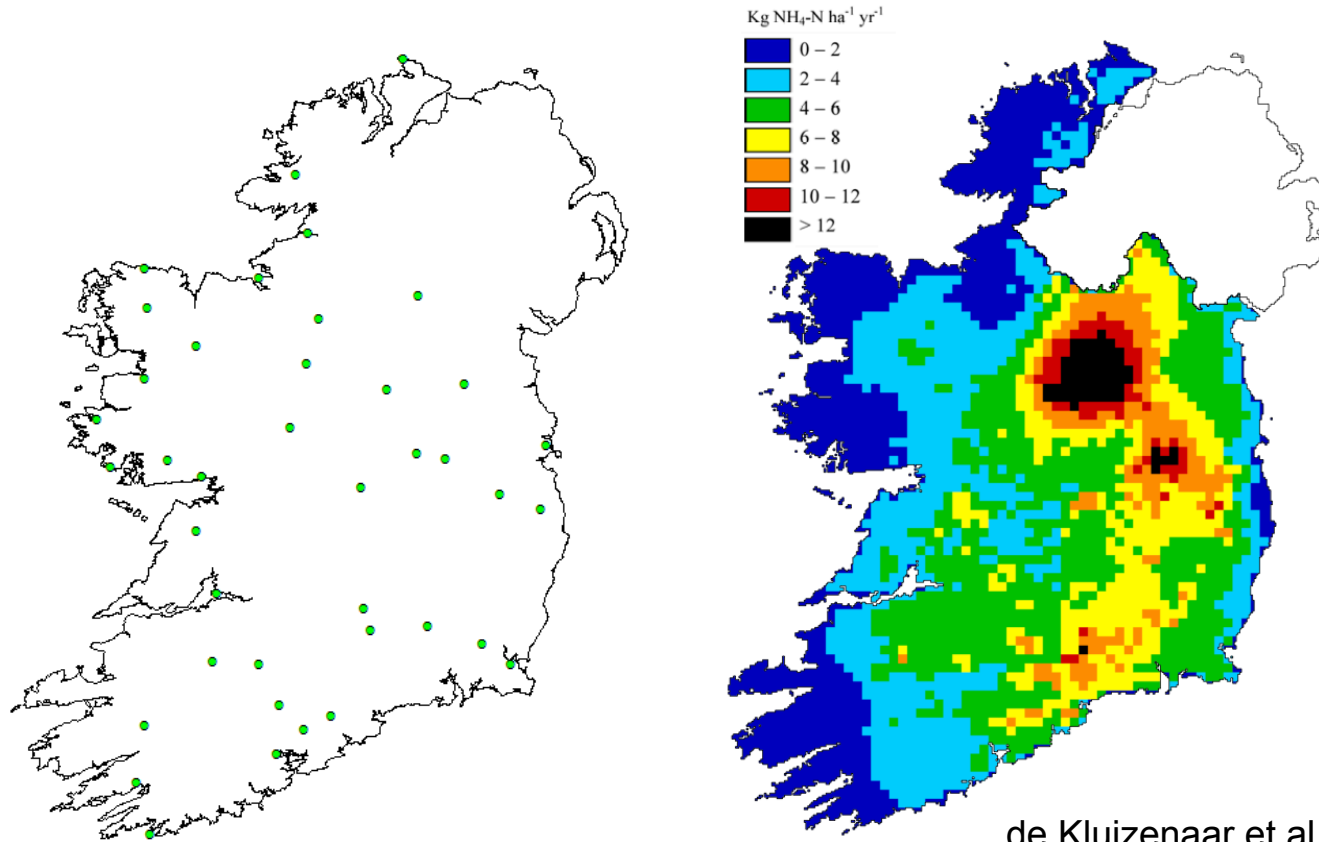 Kg NH₄-N ha⁻¹ yr⁻¹
0 – 2
2 – 4
4 – 6
6 – 8
8 – 10
10 – 12
> 12
de Kluizenaar et al